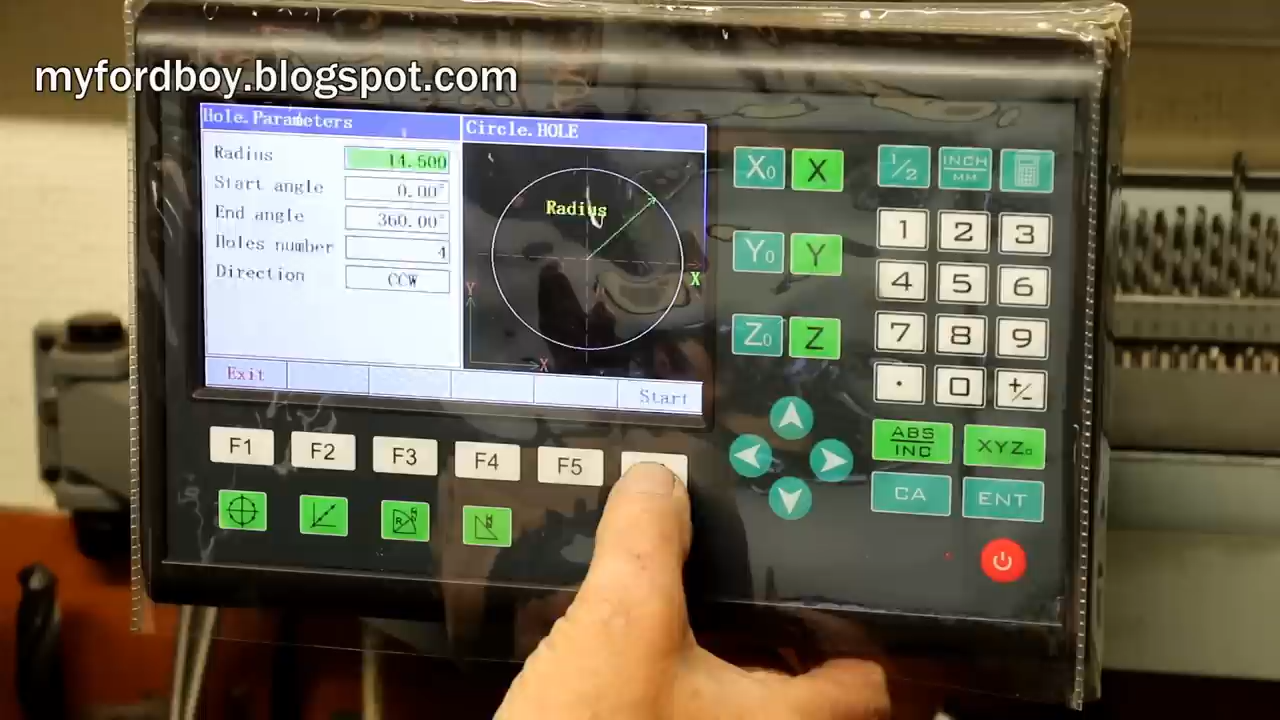 myfordboy.blogspot.com
Hole.Parameters
Circle.HOLE
Radius 14.500
Start angle 0.00°
End angle 360.00°
Holes number 4
Direction CCW
Radius
X
Y
X
Exit
Start
X0 X
Y0 Y
Z0 Z
1/2 INCH/MM
1 2 3
4 5 6
7 8 9
. 0 +/-
ABS/INC XYZ0
CA ENT
F1 F2 F3 F4 F5
R